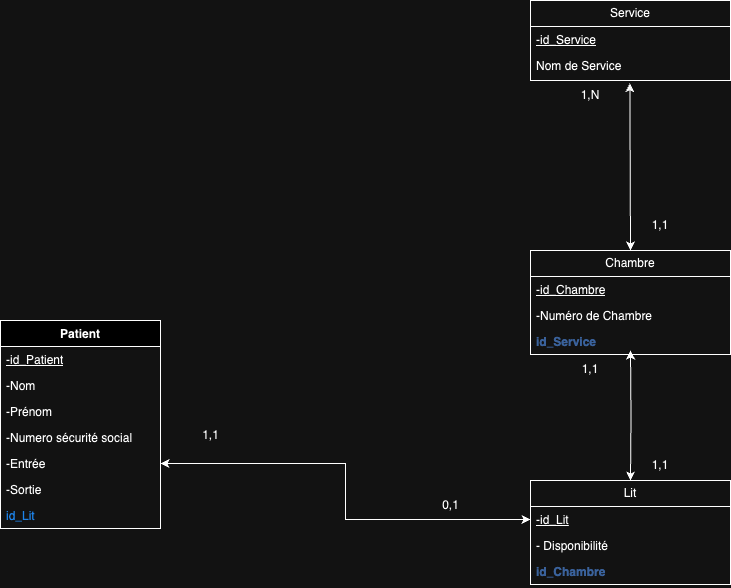 Service
-id_Service
Nom de Service
1,N
1,1
Chambre
-id_Chambre
-Numéro de Chambre
id_Service
1,1
Patient
-id_Patient
-Nom
-Prénom
-Numero sécurité social
-Entrée
-Sortie
id_Lit
1,1
0,1
1,1
Lit
-id_Lit
- Disponibilité
id_Chambre